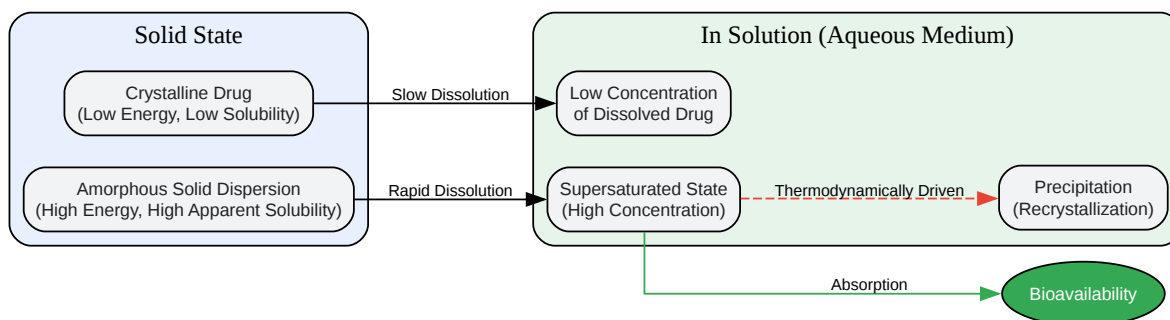 Solid State
In Solution (Aqueous Medium)
Crystalline Drug
(Low Energy, Low Solubility)
Slow Dissolution
Low Concentration
of Dissolved Drug
Amorphous Solid Dispersion
(High Energy, High Apparent Solubility)
Rapid Dissolution
Supersaturated State
(High Concentration)
Thermodynamically Driven
Precipitation
(Recrystallization)
Absorption
Bioavailability